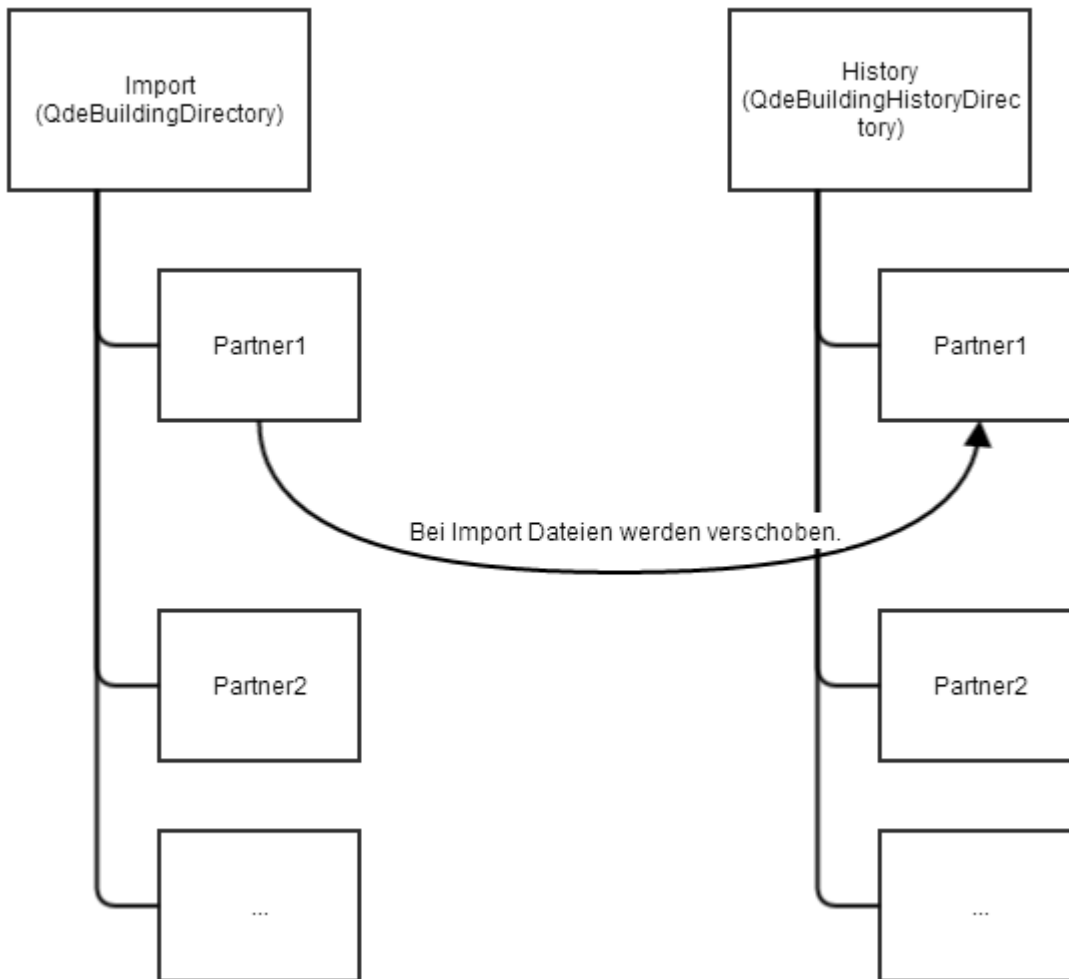 Import
(QdeBuildingDirectory)
History
(QdeBuildingHistoryDirec
tory)
Partner1
Partner1
Bei Import Dateien werden verschoben.
Partner2
Partner2
...
...